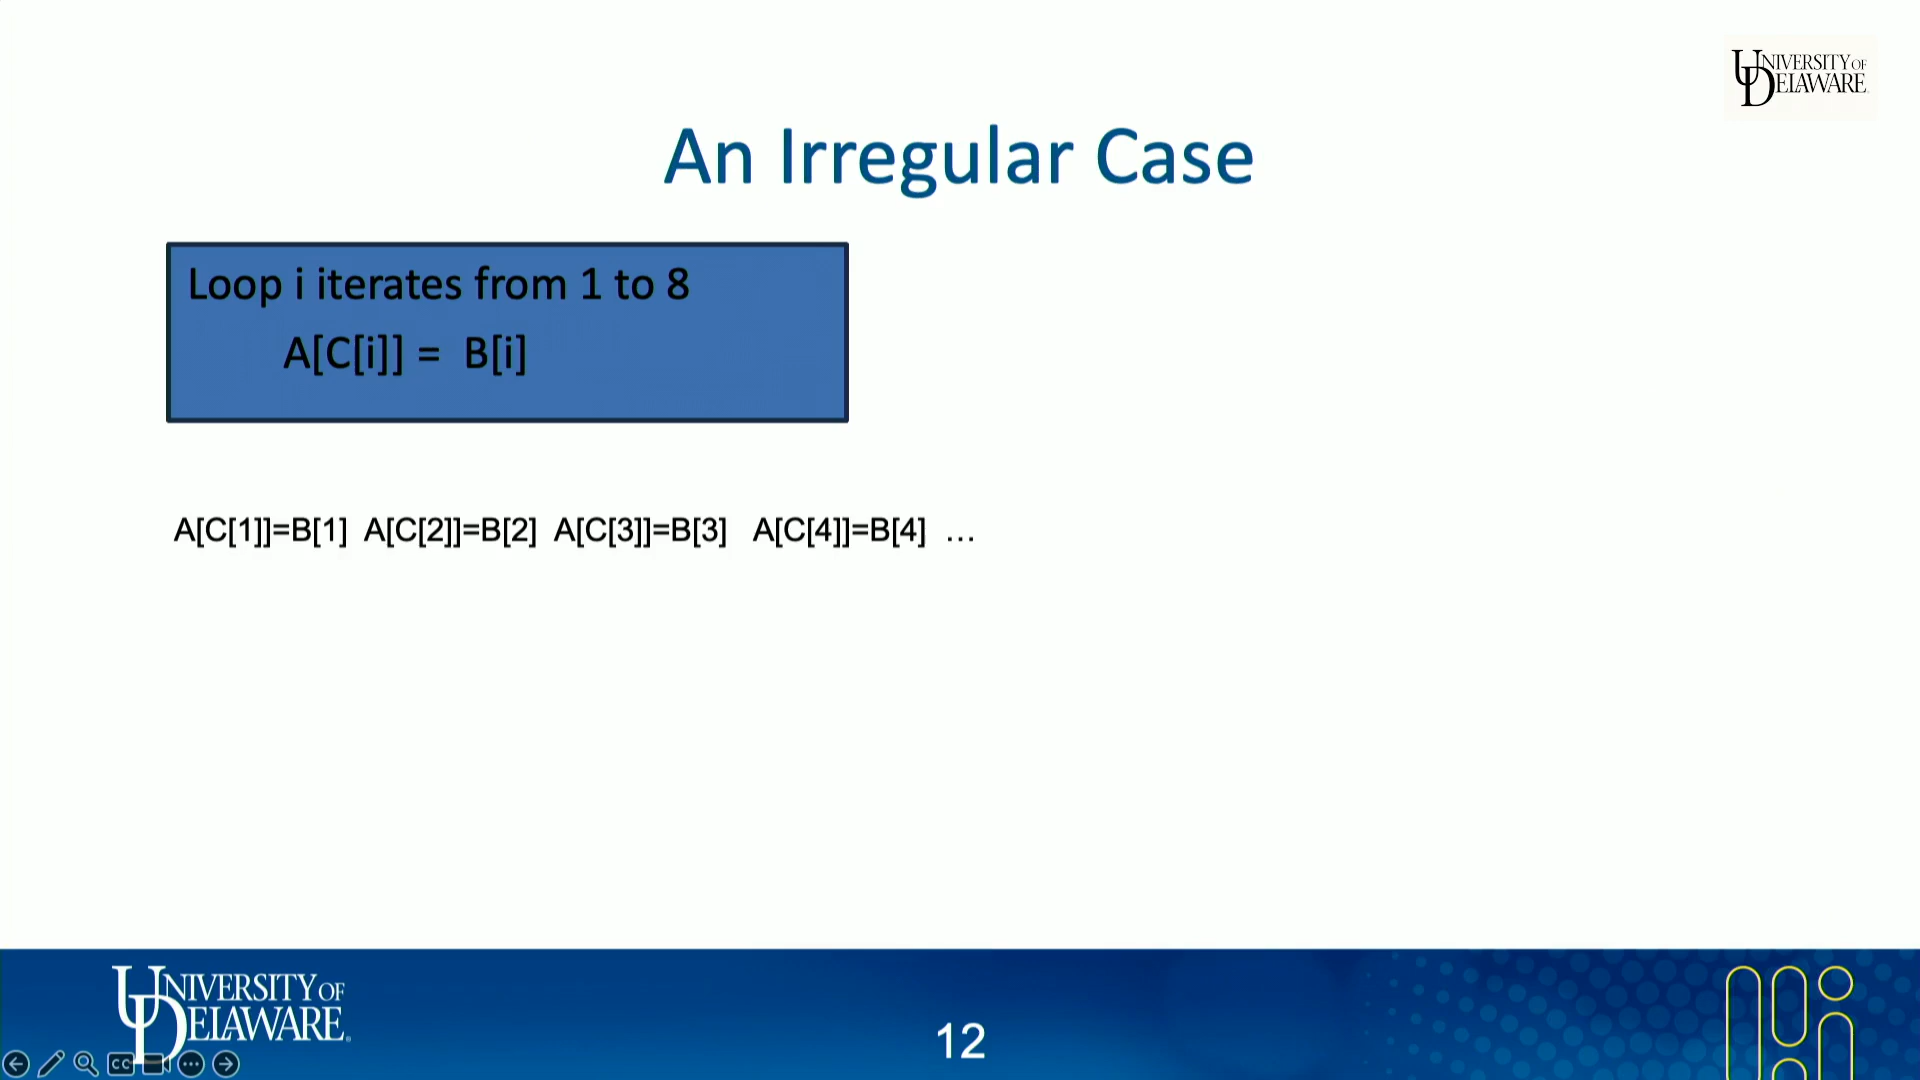 UNIVERSITY OF
DELAWARE
An Irregular Case
Loop i iterates from 1 to 8
A[C[i]] = B[i]
A[C[1]]=B[1] A[C[2]]=B[2] A[C[3]]=B[3] A[C[4]]=B[4] …
UNIVERSITY OF
DELAWARE
12
CC